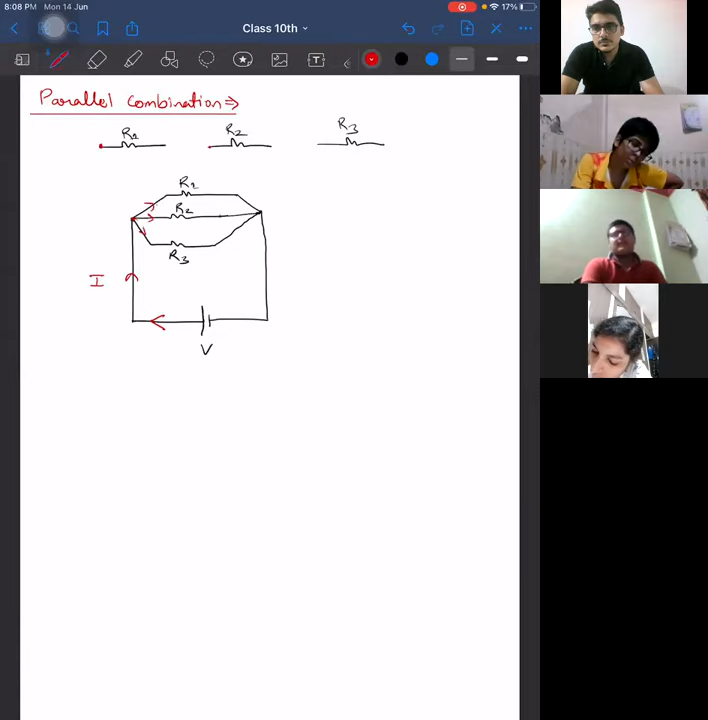 8:08 PM Mon 14 Jun
17%
Class 10th
Parallel Combination⇒
R1 R2 R3
R1
R2
R3
I
V